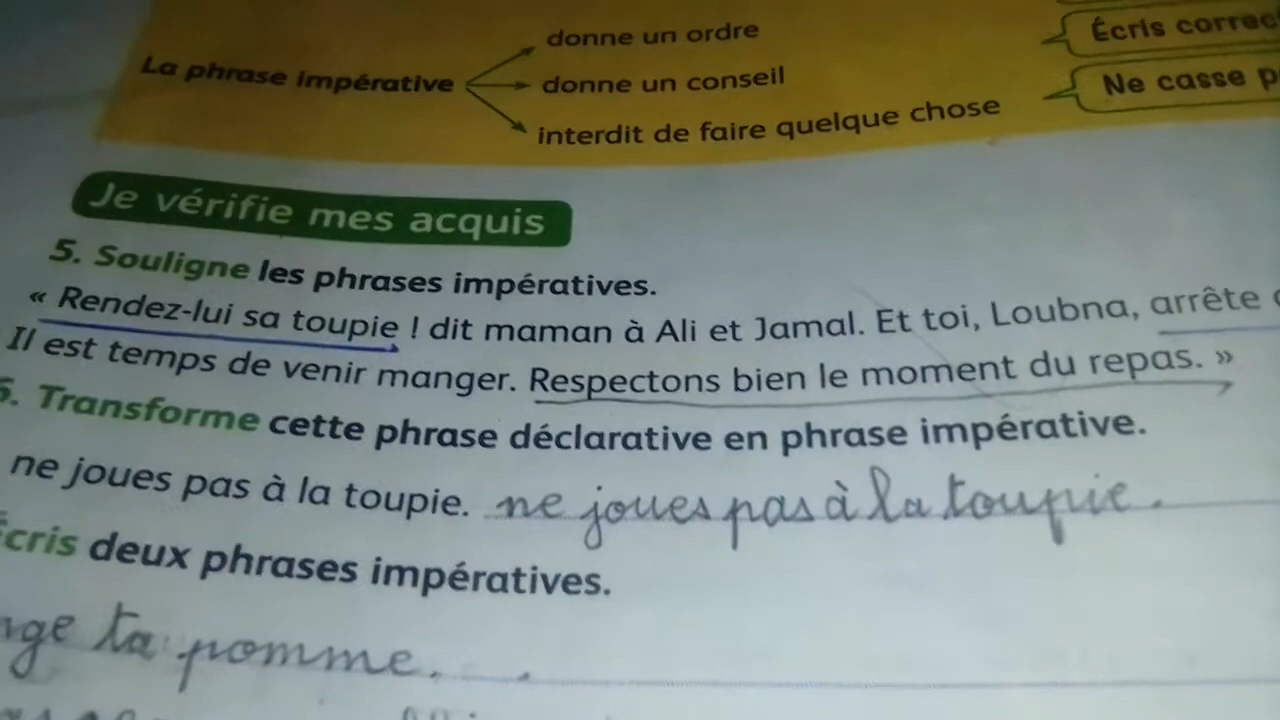 donne un ordre
Écris correc
La phrase impérative
donne un conseil
Ne casse p
interdit de faire quelque chose
Je vérifie mes acquis
5. Souligne les phrases impératives.
« Rendez-lui sa toupie ! dit maman à Ali et Jamal. Et toi, Loubna, arrête
Il est temps de venir manger. Respectons bien le moment du repas. »
6. Transforme cette phrase déclarative en phrase impérative.
ne joues pas à la toupie. ne joues pas à la toupie.
Écris deux phrases impératives.
nge ta pomme.